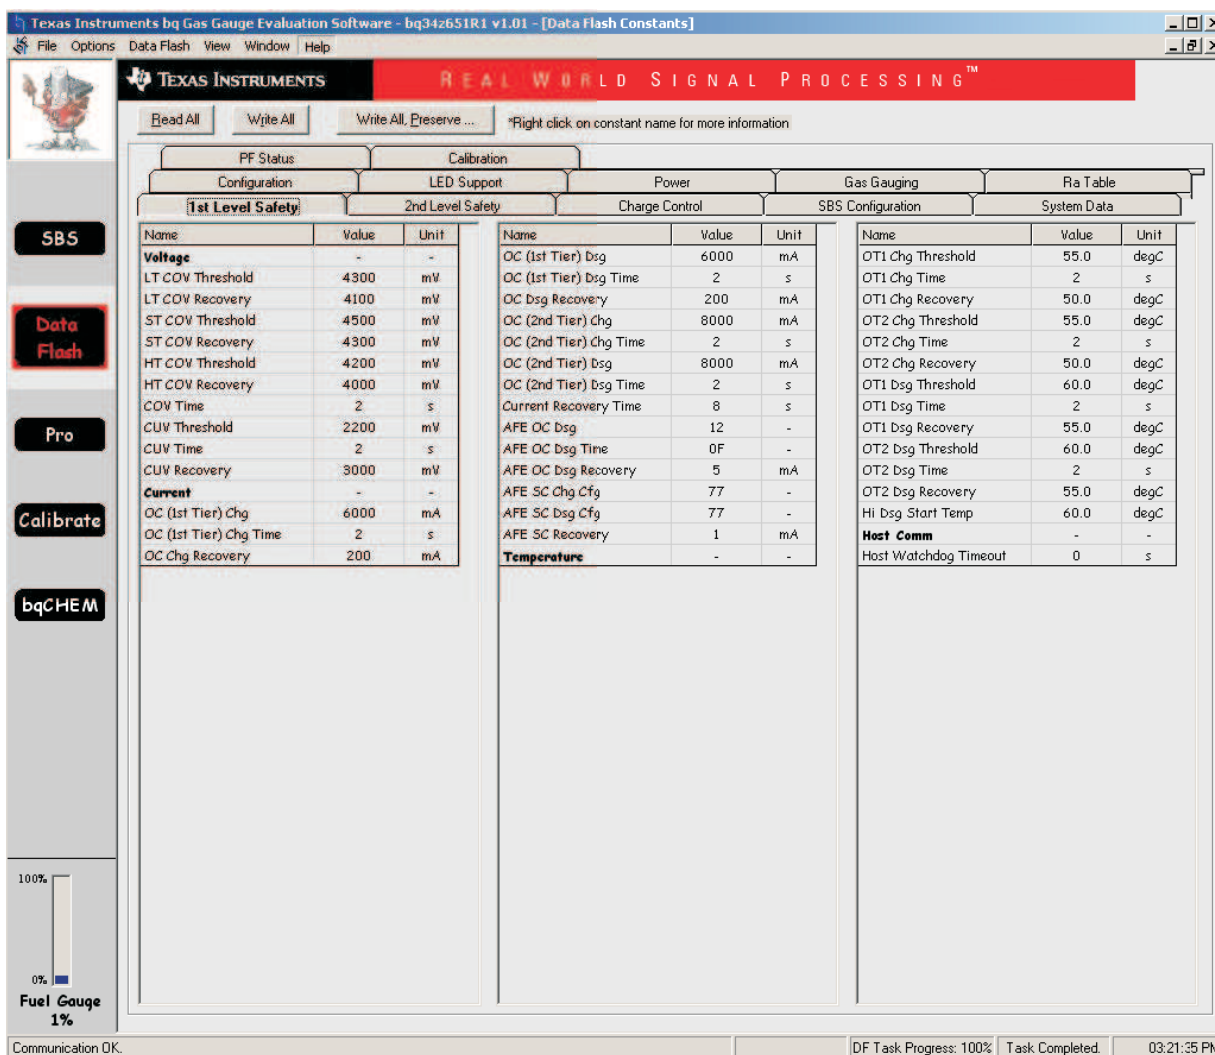 Texas Instruments bq Gas Gauge Evaluation Software - bq34z651R1 v1.01 - [Data Flash Constants]
File Options Data Flash View Window Help
TEXAS INSTRUMENTS REAL WORLD SIGNAL PROCESSING™
Read All Write All Write All, Preserve ... *Right click on constant name for more information
PF Status Calibration
Configuration LED Support Power Gas Gauging Ra Table
1st Level Safety 2nd Level Safety Charge Control SBS Configuration System Data
SBS
Data Flash
Pro
Calibrate
bqCHEM
Name Value Unit
Voltage - -
LT COV Threshold 4300 mV
LT COV Recovery 4100 mV
ST COV Threshold 4500 mV
ST COV Recovery 4300 mV
HT COV Threshold 4200 mV
HT COV Recovery 4000 mV
COV Time 2 s
CUV Threshold 2200 mV
CUV Time 2 s
CUV Recovery 3000 mV
Current - -
OC (1st Tier) Chg 6000 mA
OC (1st Tier) Chg Time 2 s
OC Chg Recovery 200 mA
Name Value Unit
OC (1st Tier) Dsg 6000 mA
OC (1st Tier) Dsg Time 2 s
OC Dsg Recovery 200 mA
OC (2nd Tier) Chg 8000 mA
OC (2nd Tier) Chg Time 2 s
OC (2nd Tier) Dsg 8000 mA
OC (2nd Tier) Dsg Time 2 s
Current Recovery Time 8 s
AFE OC Dsg 12 -
AFE OC Dsg Time 0F -
AFE OC Dsg Recovery 5 mA
AFE SC Chg Cfg 77 -
AFE SC Dsg Cfg 77 -
AFE SC Recovery 1 mA
Temperature - -
Name Value Unit
OT1 Chg Threshold 55.0 degC
OT1 Chg Time 2 s
OT1 Chg Recovery 50.0 degC
OT2 Chg Threshold 55.0 degC
OT2 Chg Time 2 s
OT2 Chg Recovery 50.0 degC
OT1 Dsg Threshold 60.0 degC
OT1 Dsg Time 2 s
OT1 Dsg Recovery 55.0 degC
OT2 Dsg Threshold 60.0 degC
OT2 Dsg Time 2 s
OT2 Dsg Recovery 55.0 degC
Hi Dsg Start Temp 60.0 degC
Host Comm - -
Host Watchdog Timeout 0 s
100%
0%
Fuel Gauge
1%
Communication OK. DF Task Progress: 100% Task Completed. 03:21:35 PM